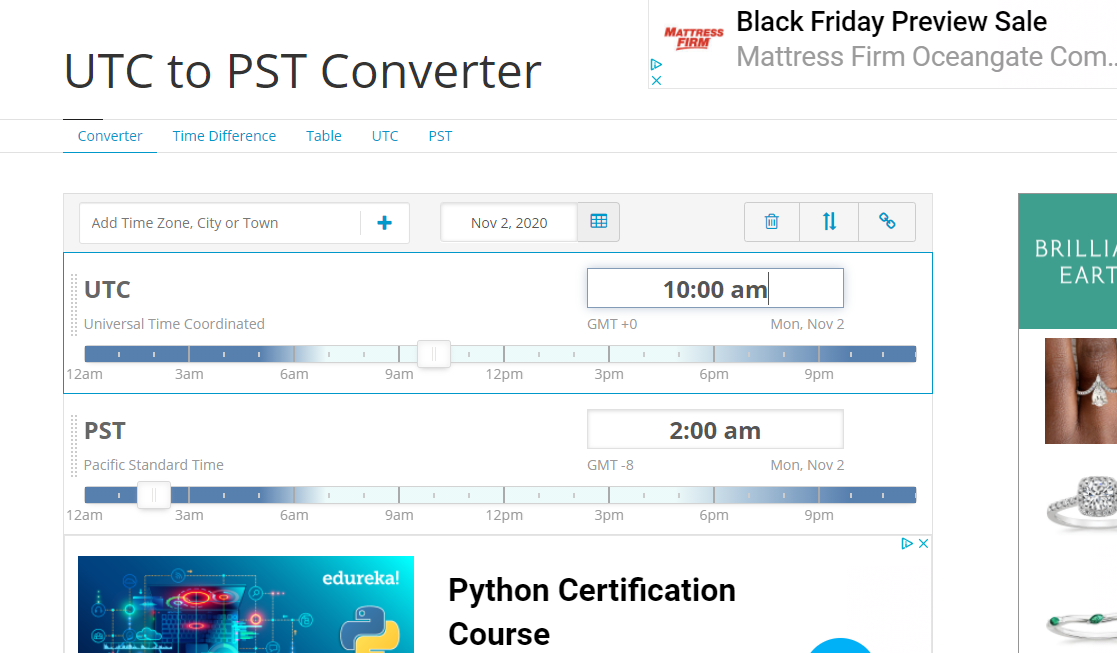 MATTRESS FIRM
Black Friday Preview Sale
Mattress Firm Oceangate Com...
UTC to PST Converter
Converter
Time Difference
Table
UTC
PST
Add Time Zone, City or Town
Nov 2, 2020
UTC
10:00 am
Universal Time Coordinated
GMT +0
Mon, Nov 2
12am 3am 6am 9am 12pm 3pm 6pm 9pm
PST
2:00 am
Pacific Standard Time
GMT -8
Mon, Nov 2
12am 3am 6am 9am 12pm 3pm 6pm 9pm
edureka!
Python Certification
Course
BRILLIA
EART